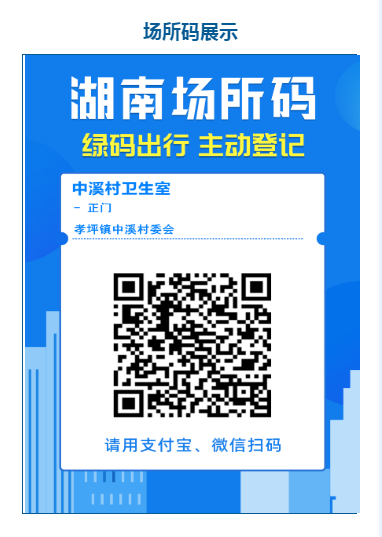 场所码展示
湖南场所码
绿码出行 主动登记
中溪村卫生室
- 正门
孝坪镇中溪村委会
请用支付宝、微信扫码